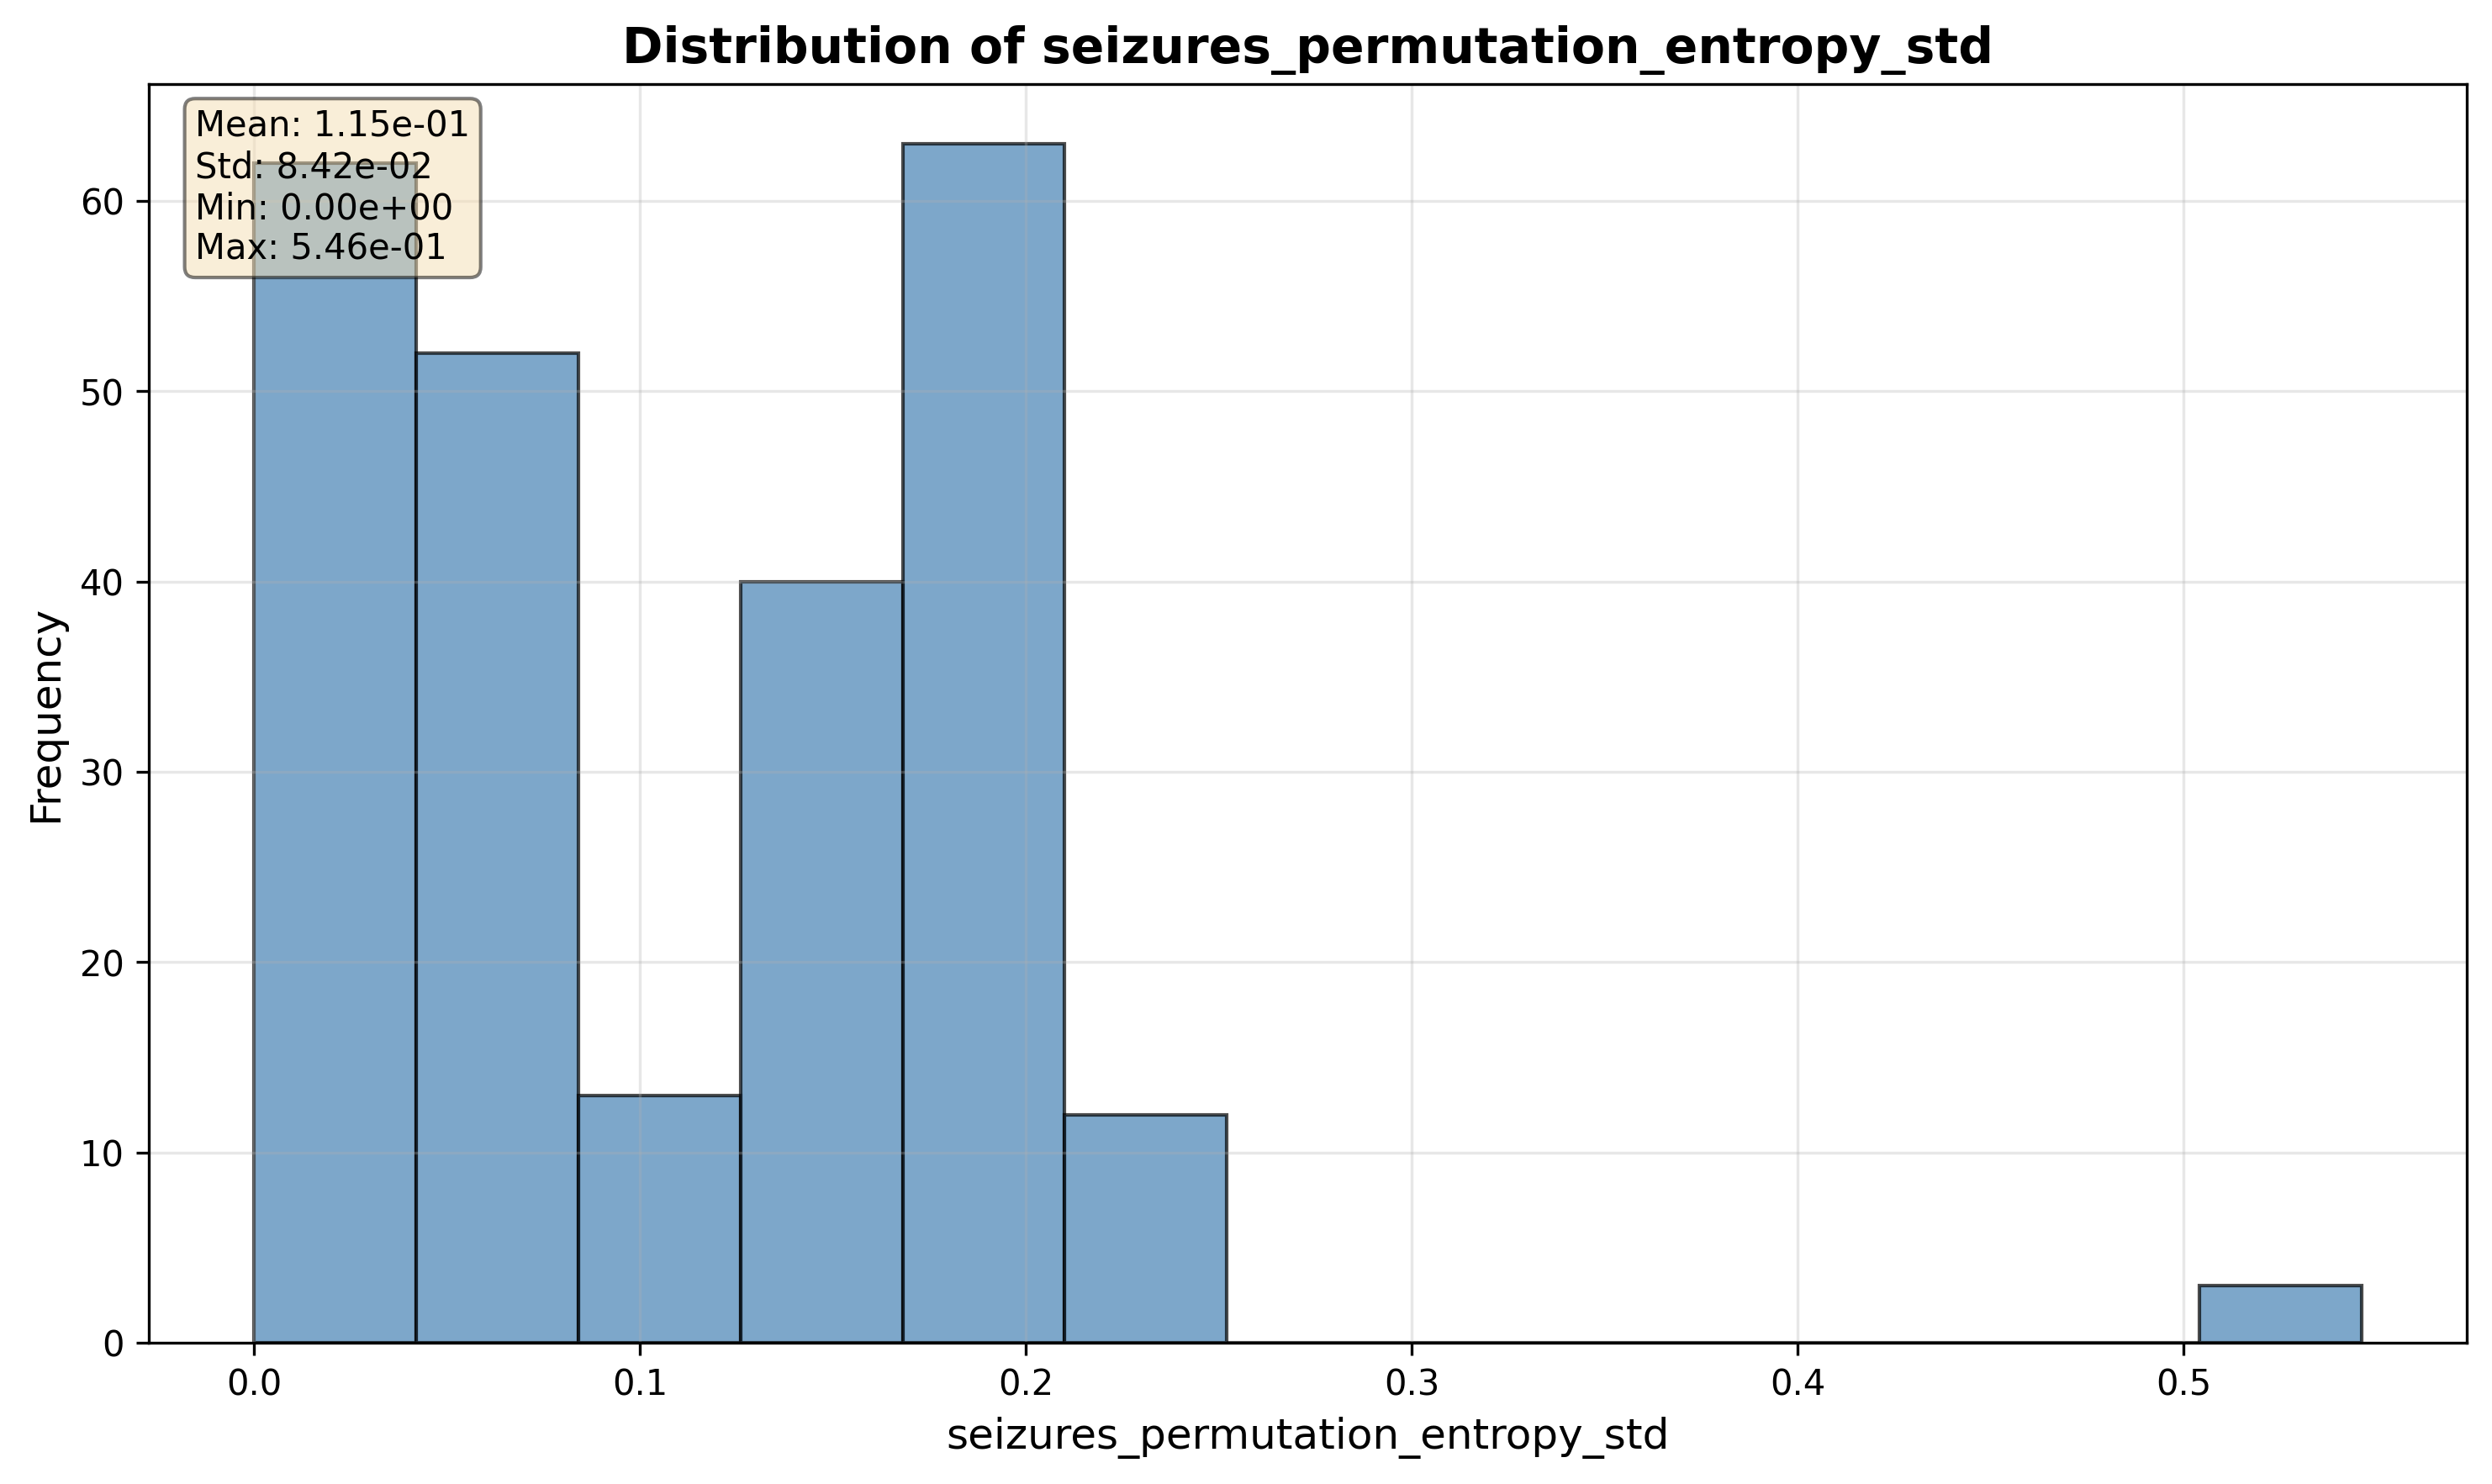 Distribution of seizures_permutation_entropy_std
Mean: 1.15e-01
Std: 8.42e-02
Min: 0.00e+00
Max: 5.46e-01
60
50
40
30
20
10
0
Frequency
0.0 0.1 0.2 0.3 0.4 0.5
seizures_permutation_entropy_std